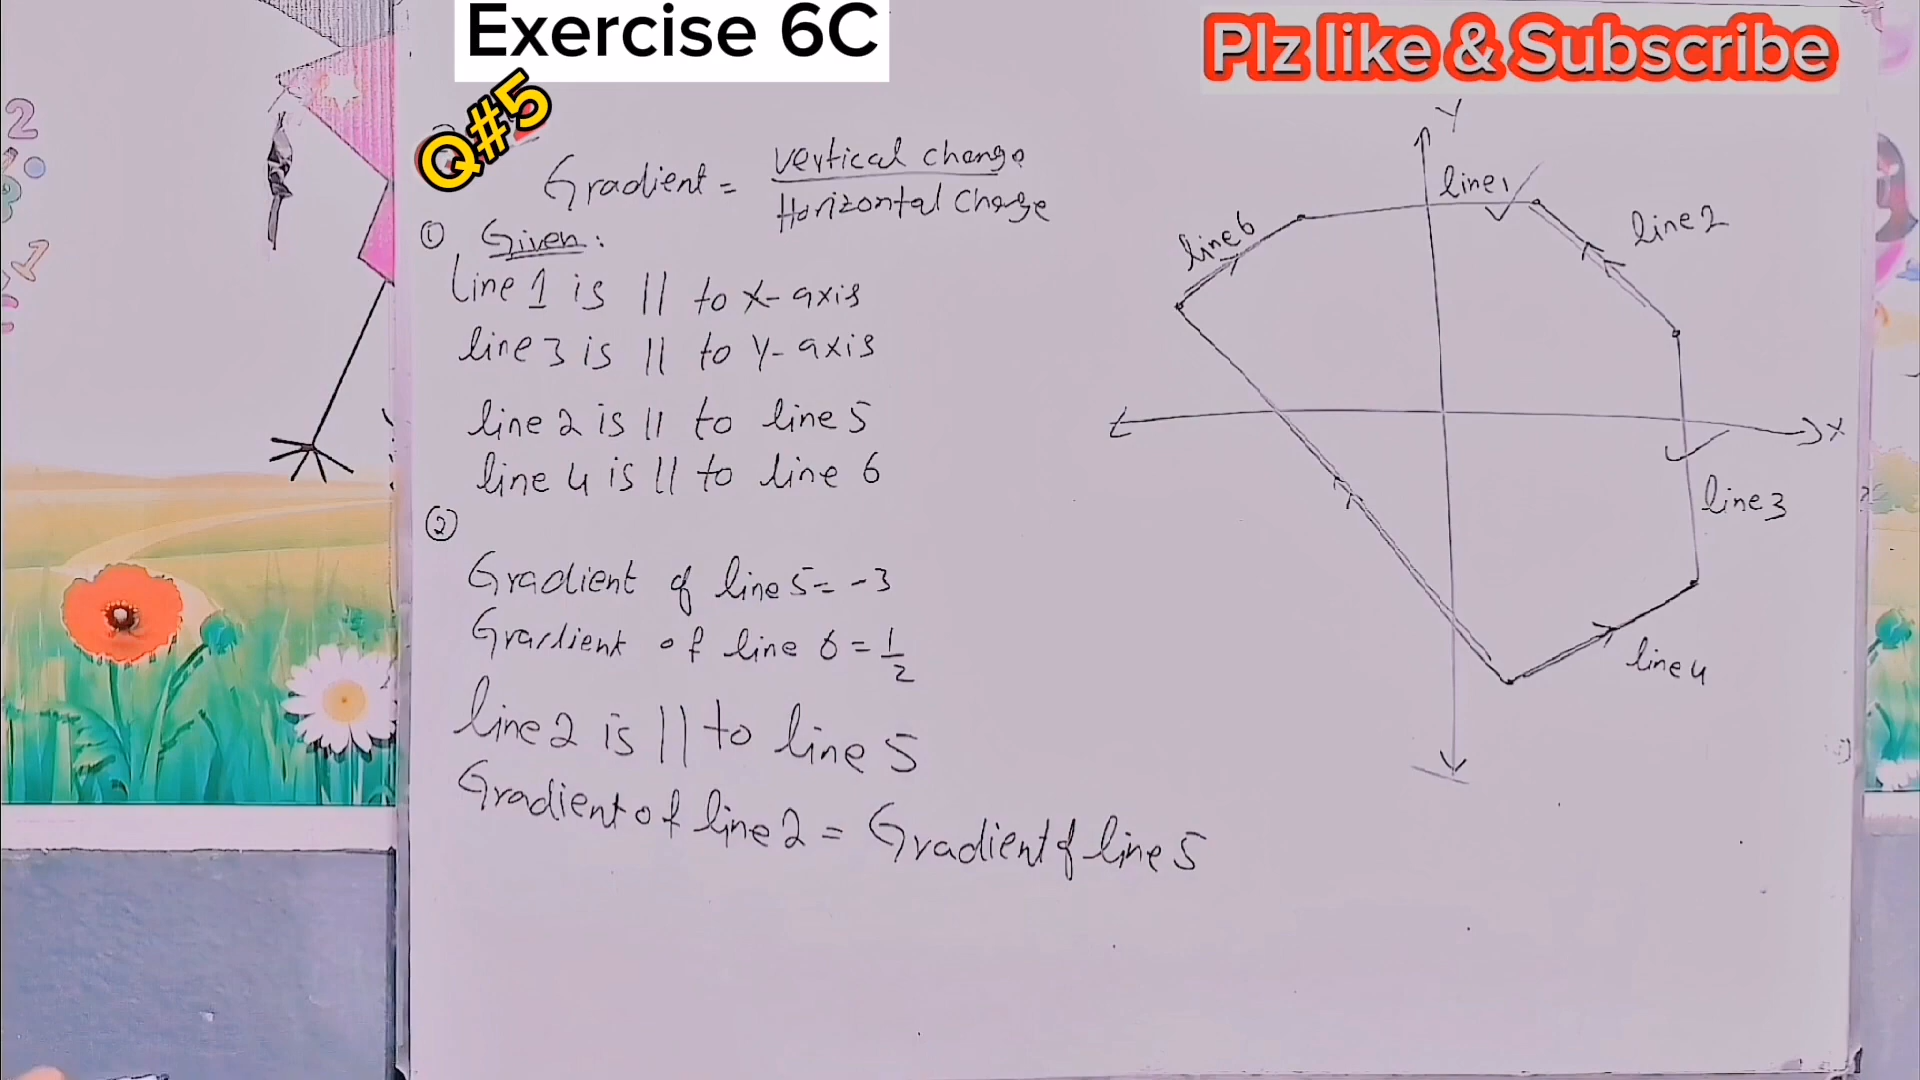 Exercise 6C
Plz like & Subscribe
Q#5
Gradient = vertical change
Horizontal Change
① Given:
Line 1 is || to x-axis
line 3 is || to Y-axis
line 2 is || to line 5
line 4 is || to line 6
②
Gradient of line 5 = -3
Gradient of line 6 = 1/2
line 2 is || to line 5
Gradient of line 2 = Gradient of line 5
Y
line 1
line 2
line 6
X
line 3
line 4